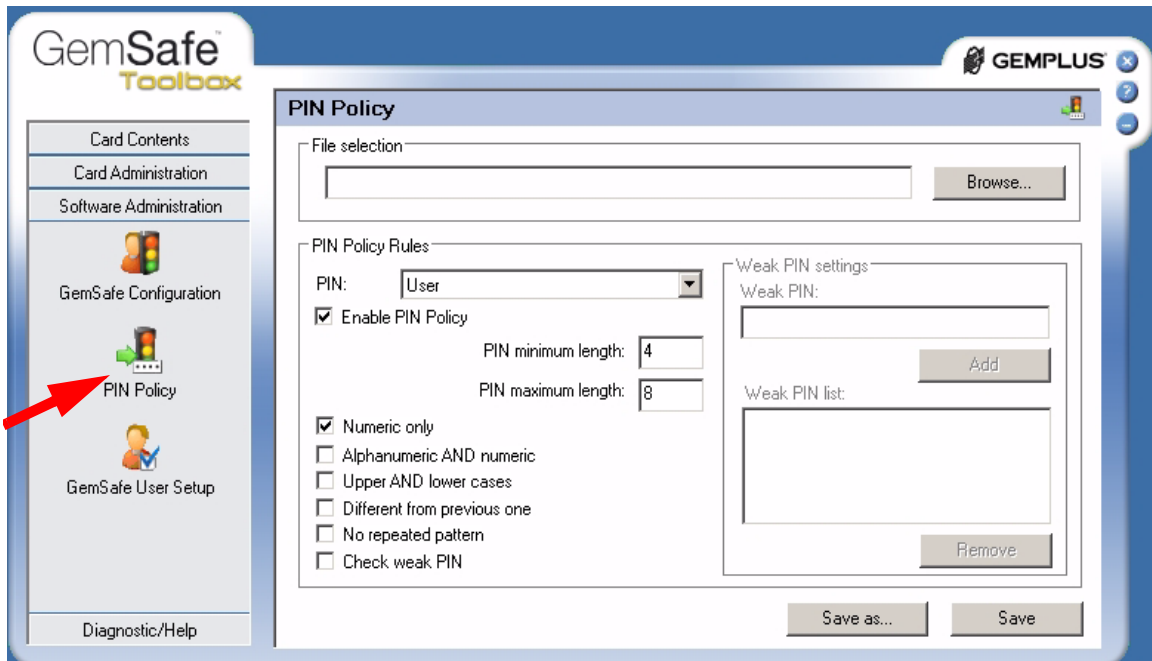 GemSafe
Toolbox
GEMPLUS
Card Contents
Card Administration
Software Administration
GemSafe Configuration
PIN Policy
GemSafe User Setup
Diagnostic/Help
PIN Policy
File selection
Browse...
PIN Policy Rules
PIN: User
Enable PIN Policy
PIN minimum length: 4
PIN maximum length: 8
Numeric only
Alphanumeric AND numeric
Upper AND lower cases
Different from previous one
No repeated pattern
Check weak PIN
Weak PIN settings
Weak PIN:
Add
Weak PIN list:
Remove
Save as... Save